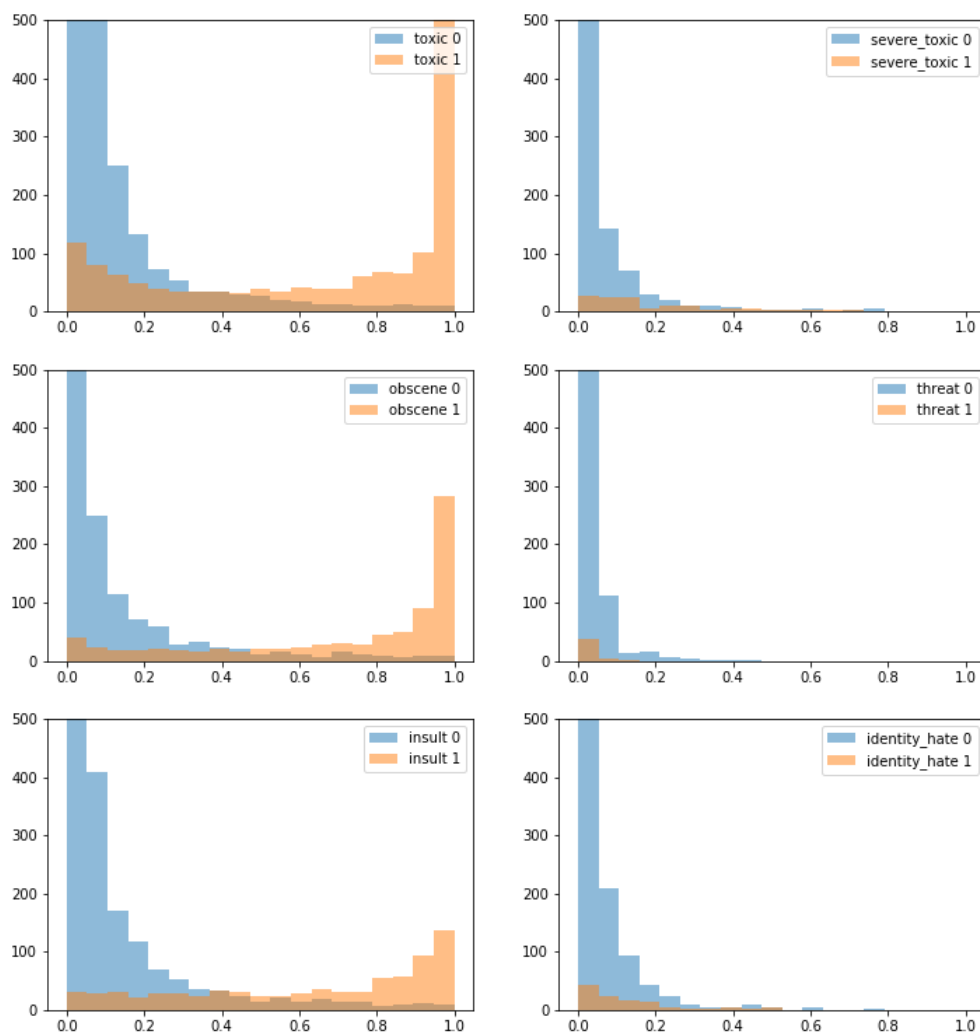 500
400
300
200
100
0
0.0 0.2 0.4 0.6 0.8 1.0
toxic 0
toxic 1
500
400
300
200
100
0
0.0 0.2 0.4 0.6 0.8 1.0
severe_toxic 0
severe_toxic 1
500
400
300
200
100
0
0.0 0.2 0.4 0.6 0.8 1.0
obscene 0
obscene 1
500
400
300
200
100
0
0.0 0.2 0.4 0.6 0.8 1.0
threat 0
threat 1
500
400
300
200
100
0
0.0 0.2 0.4 0.6 0.8 1.0
insult 0
insult 1
500
400
300
200
100
0
0.0 0.2 0.4 0.6 0.8 1.0
identity_hate 0
identity_hate 1